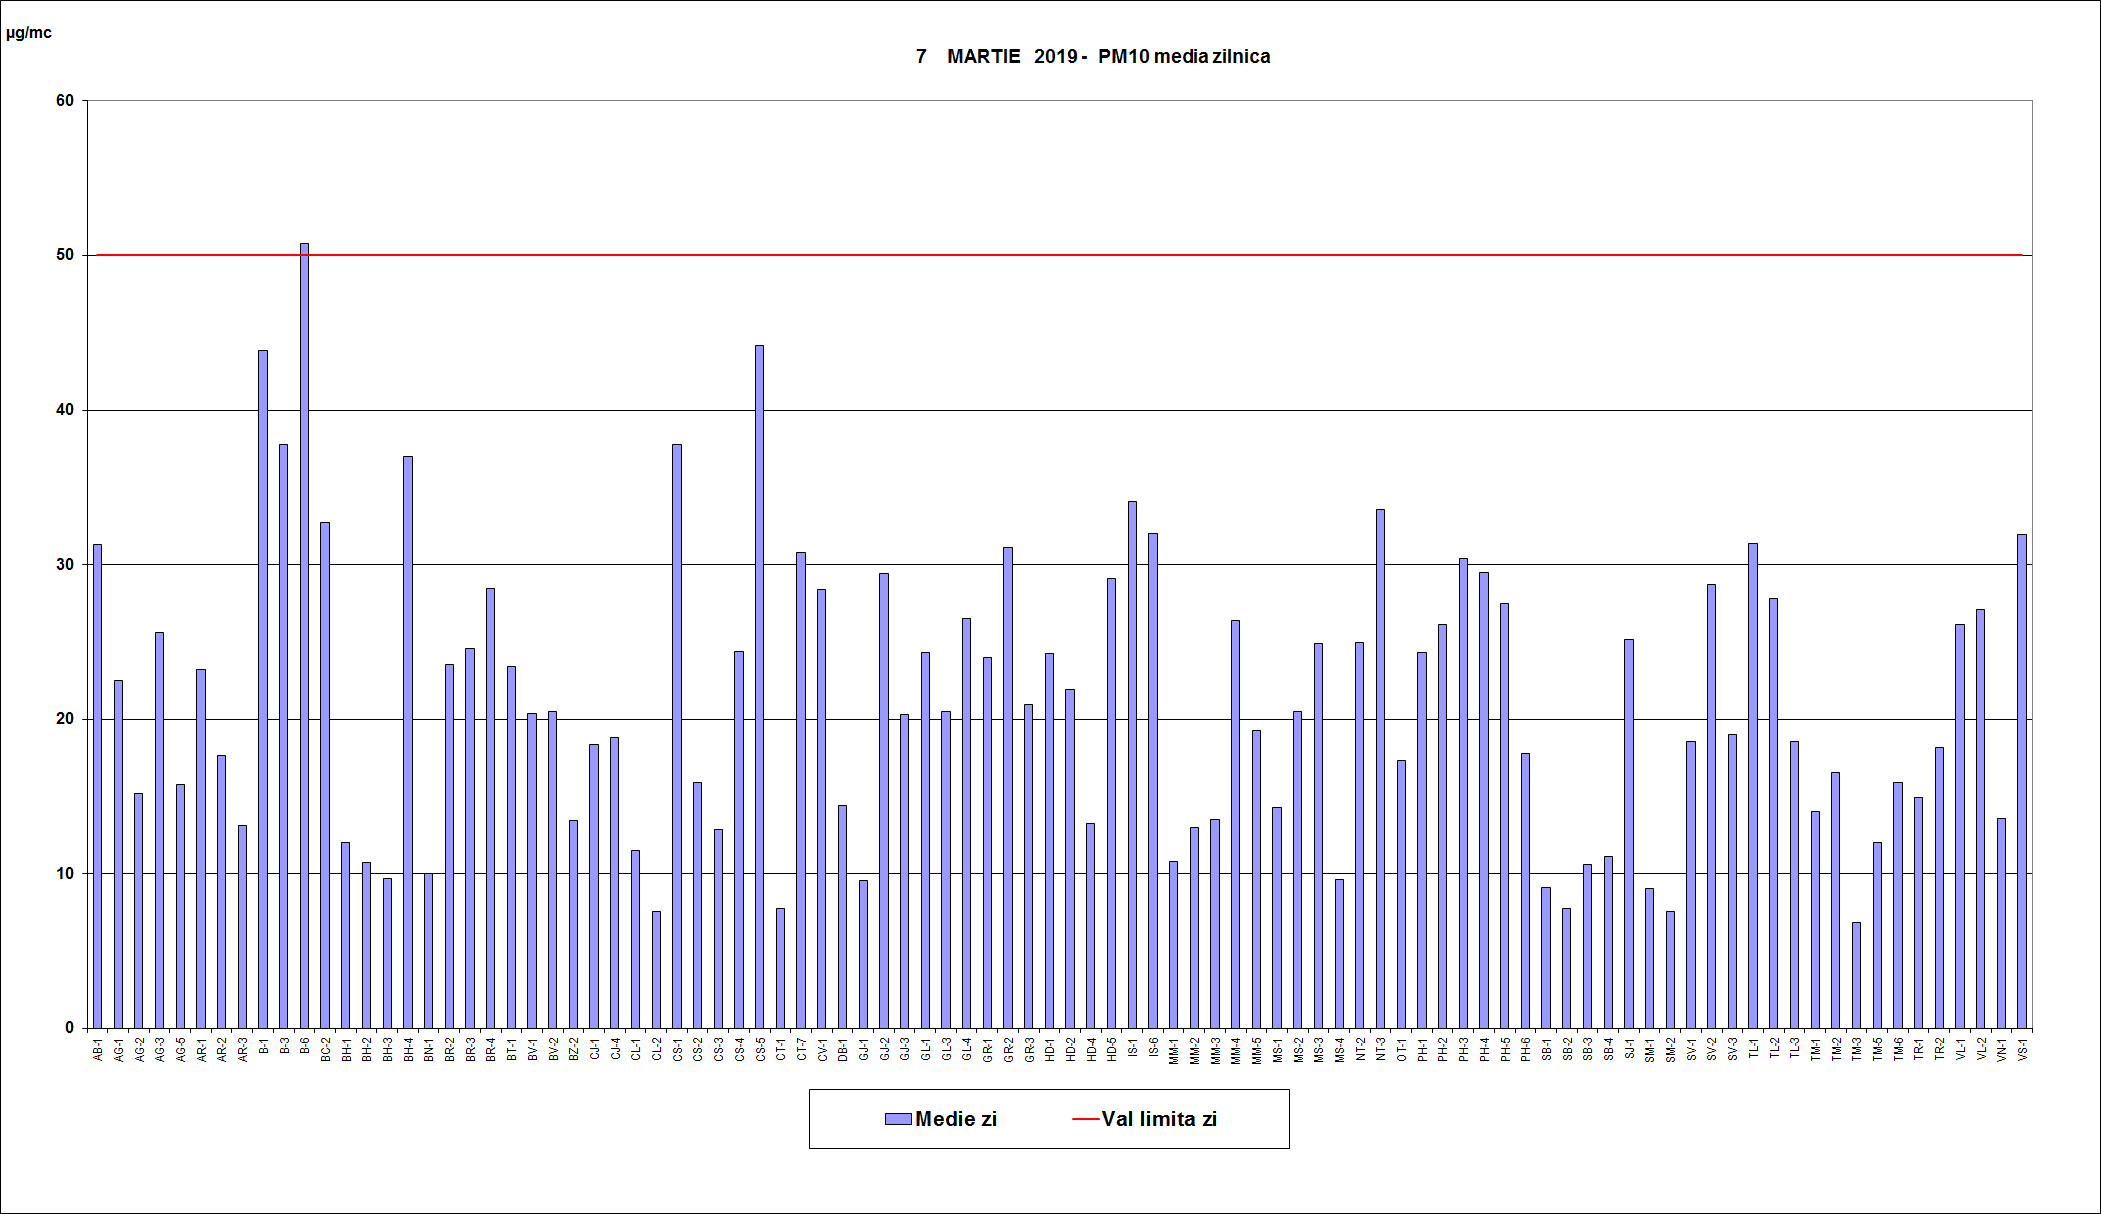 µg/mc
7 MARTIE 2019 - PM10 media zilnica
60
50
40
30
20
10
0
AB-1 AG-1 AG-2 AG-3 AG-5 AR-1 AR-2 AR-3 B-1 B-3 B-6 BC-2 BH-1 BH-2 BH-3 BH-4 BN-1 BR-2 BR-3 BR-4 BT-1 BV-1 BV-2 BZ-2 CJ-1 CJ-4 CL-1 CL-2 CS-1 CS-2 CS-3 CS-4 CS-5 CT-1 CT-7 CV-1 DB-1 GJ-1 GJ-2 GJ-3 GL-1 GL-3 GL-4 GR-1 GR-2 GR-3 HD-1 HD-2 HD-4 HD-5 IS-1 IS-6 MM-1 MM-2 MM-3 MM-4 MM-5 MS-1 MS-2 MS-3 MS-4 NT-2 NT-3 OT-1 PH-1 PH-2 PH-3 PH-4 PH-5 PH-6 SB-1 SB-2 SB-3 SB-4 SJ-1 SM-1 SM-2 SV-1 SV-2 SV-3 TL-1 TL-2 TL-3 TM-1 TM-2 TM-3 TM-5 TM-6 TR-1 TR-2 VL-1 VL-2 VN-1 VS-1
Medie zi Val limita zi